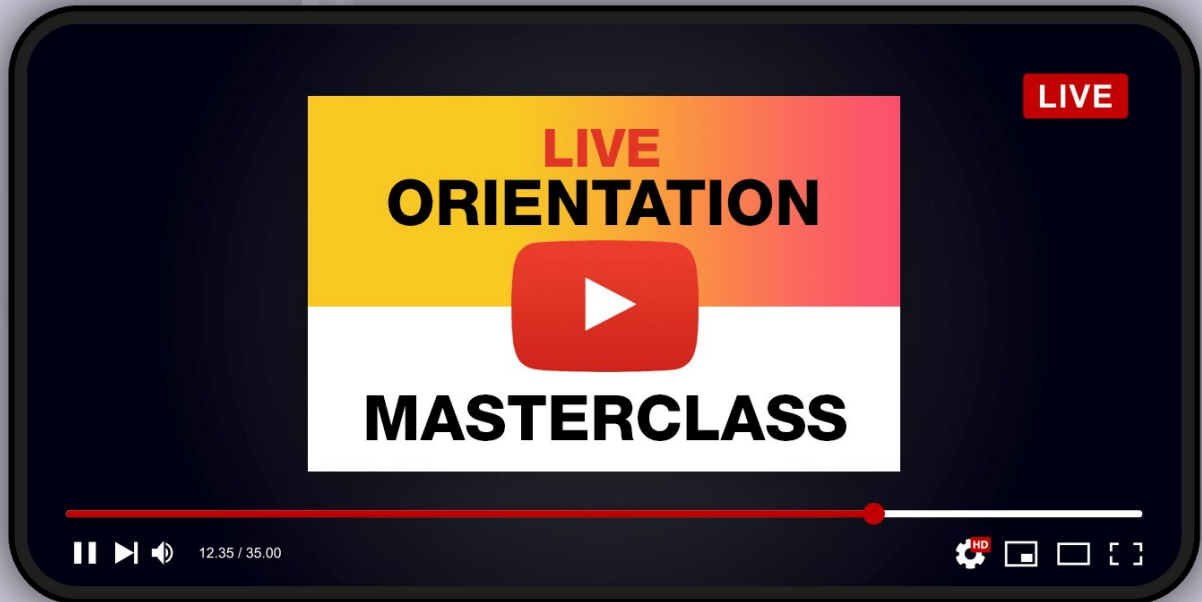 LIVE
LIVE
ORIENTATION
MASTERCLASS
12.35 / 35.00
HD